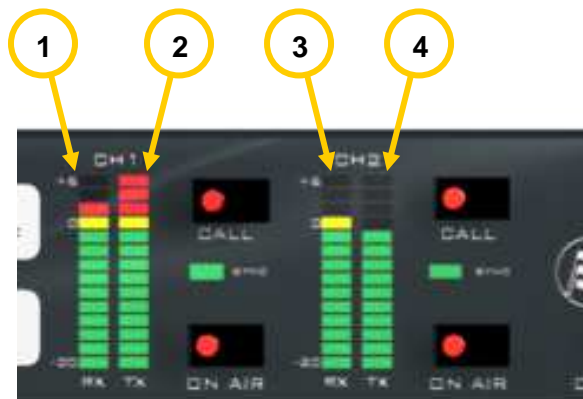 1 2 3 4
CH1 CH2
+6 +6
0 0
CALL CALL
SYNC SYNC
-20 -20
RX TX ON AIR RX TX ON AIR